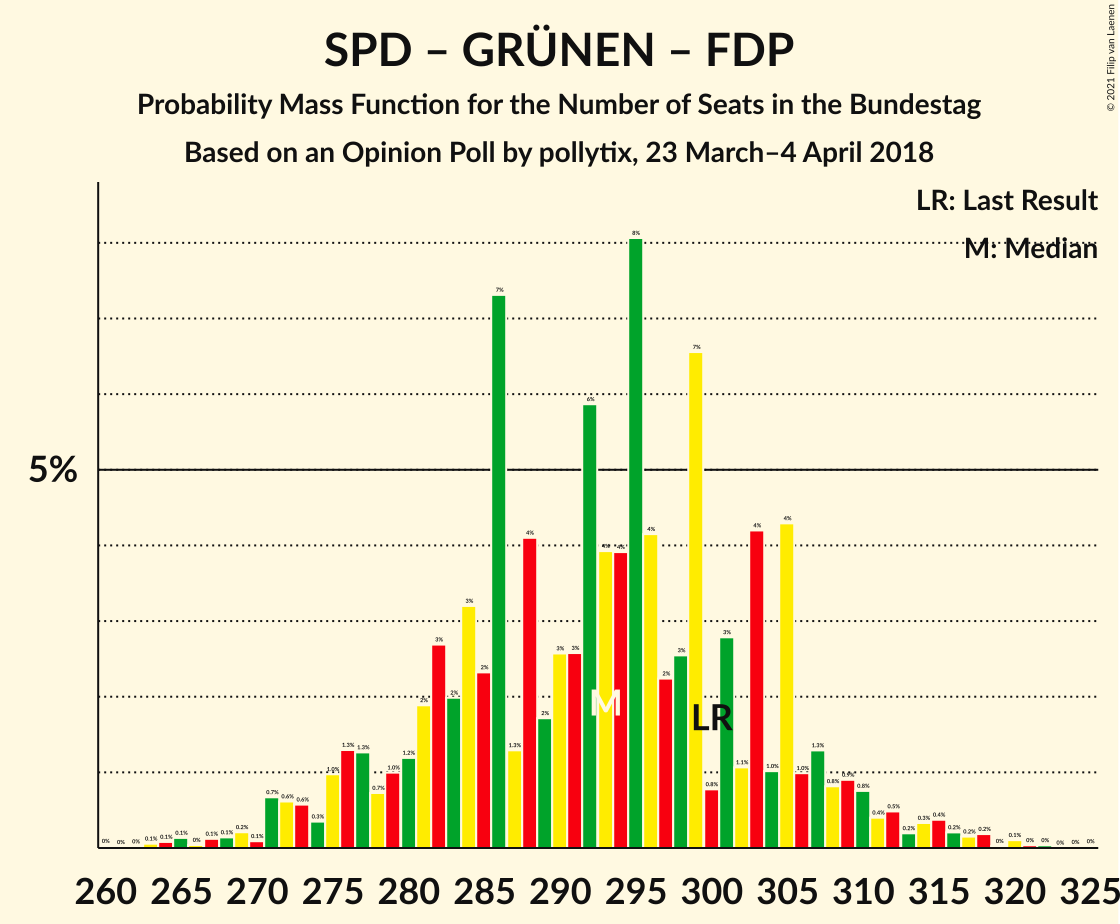 SPD – GRÜNEN – FDP
Probability Mass Function for the Number of Seats in the Bundestag
Based on an Opinion Poll by pollytix, 23 March–4 April 2018
© 2021 Filip van Laenen
LR: Last Result
M: Median
5%
0% 0% 0% 0.1% 0.1% 0.1% 0% 0.1% 0.1% 0.2% 0.1% 0.7% 0.6% 0.6% 0.3% 1.0% 1.3% 1.3% 0.7% 1.0% 1.2% 2% 3% 2% 3% 2% 7% 1.3% 4% 2% 3% 3% 6% 4% 4% 8% 4% 2% 3% 7% 0.8% 3% 1.1% 4% 1.0% 4% 1.0% 1.3% 0.8% 0.9% 0.8% 0.4% 0.5% 0.2% 0.3% 0.4% 0.2% 0.2% 0.2% 0% 0.1% 0% 0% 0% 0% 0%
M
LR
260 265 270 275 280 285 290 295 300 305 310 315 320 325